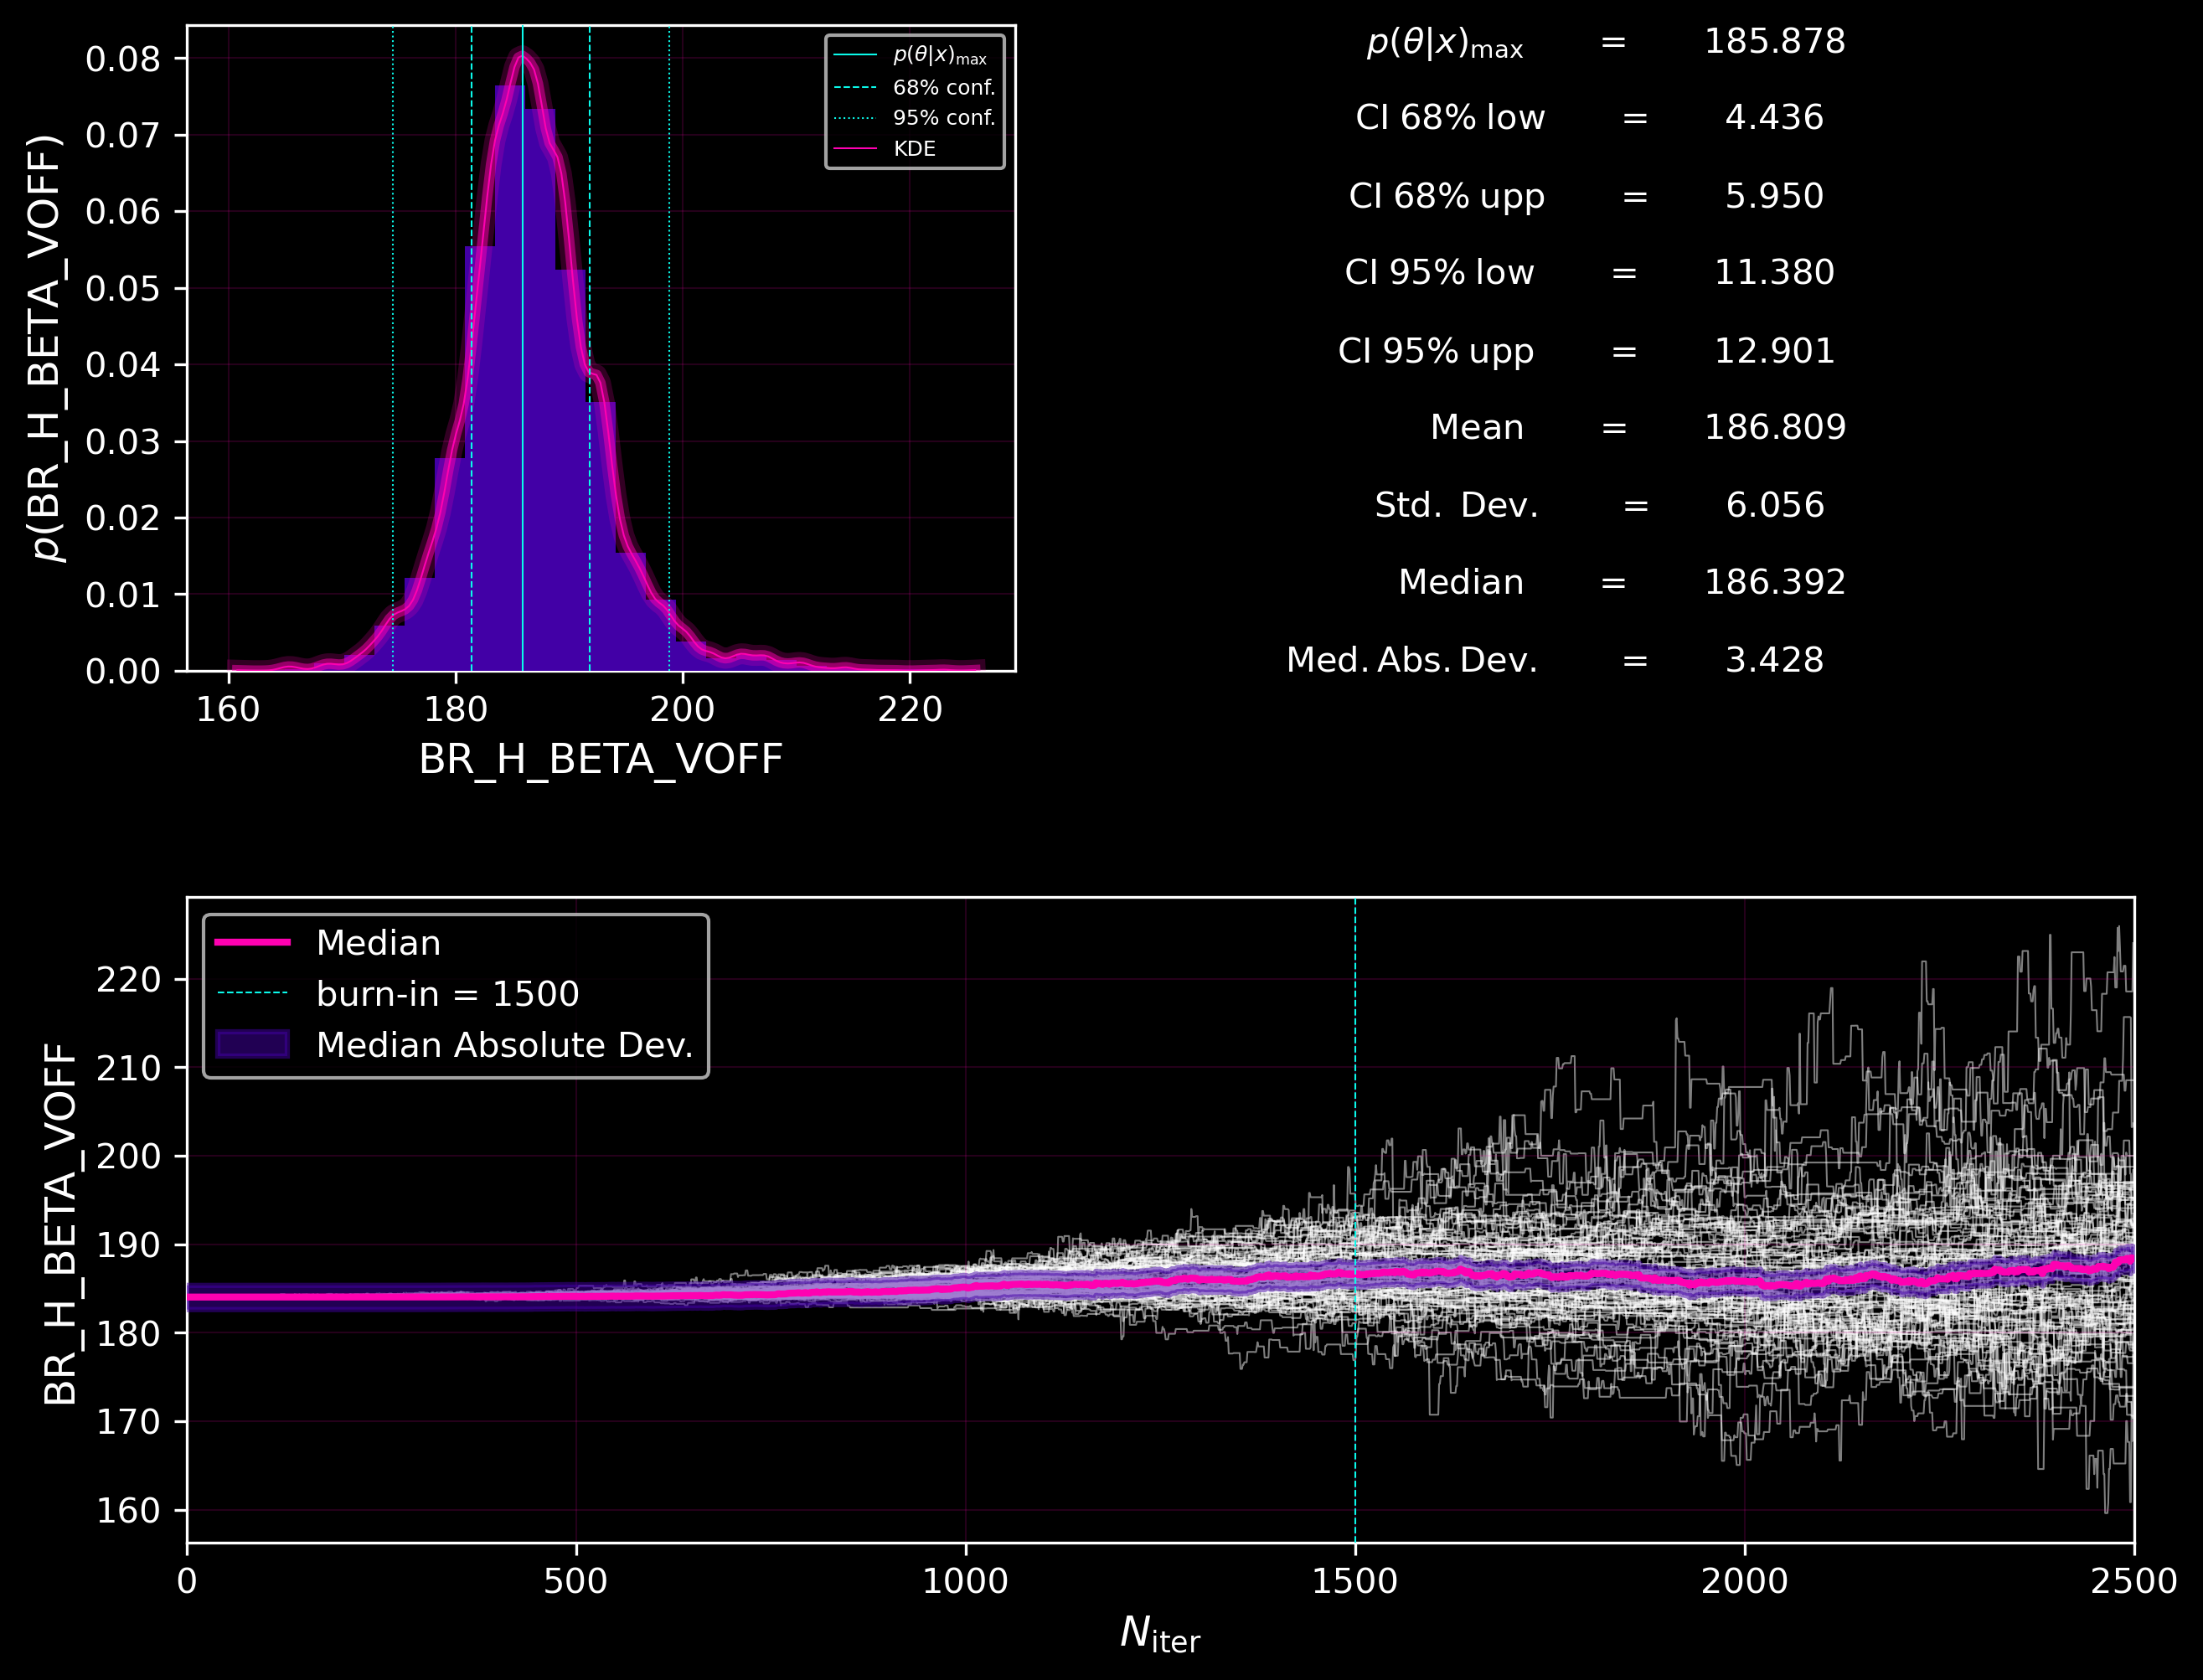 p(BR_H_BETA_VOFF)
0.08
0.07
0.06
0.05
0.04
0.03
0.02
0.01
0.00
160 180 200 220
BR_H_BETA_VOFF
p(θ|x)max
68% conf.
95% conf.
KDE
p(θ|x)max = 185.878
CI 68% low = 4.436
CI 68% upp = 5.950
CI 95% low = 11.380
CI 95% upp = 12.901
Mean = 186.809
Std. Dev. = 6.056
Median = 186.392
Med. Abs. Dev. = 3.428
BR_H_BETA_VOFF
220
210
200
190
180
170
160
Median
burn-in = 1500
Median Absolute Dev.
0 500 1000 1500 2000 2500
Niter